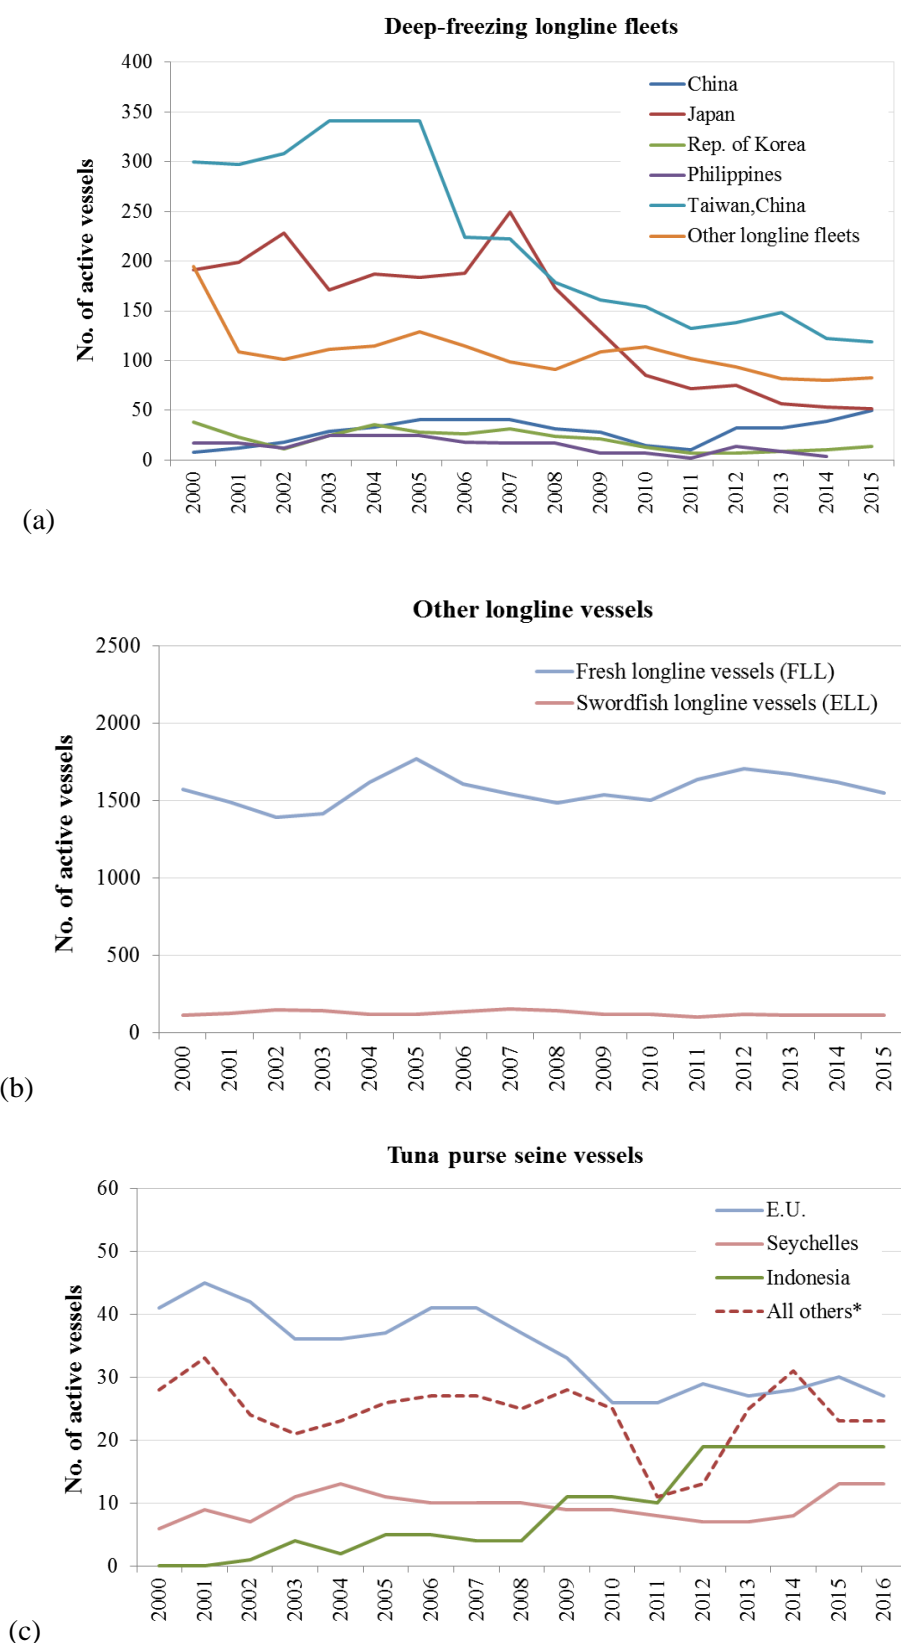 Deep-freezing longline fleets
No. of active vessels
400
350
300
250
200
150
100
50
0
China
Japan
Rep. of Korea
Philippines
Taiwan,China
Other longline fleets
2000 2001 2002 2003 2004 2005 2006 2007 2008 2009 2010 2011 2012 2013 2014 2015
(a)
Other longline vessels
No. of active vessels
2500
2000
1500
1000
500
0
Fresh longline vessels (FLL)
Swordfish longline vessels (ELL)
2000 2001 2002 2003 2004 2005 2006 2007 2008 2009 2010 2011 2012 2013 2014 2015
(b)
Tuna purse seine vessels
No. of active vessels
60
50
40
30
20
10
0
E.U.
Seychelles
Indonesia
All others*
2000 2001 2002 2003 2004 2005 2006 2007 2008 2009 2010 2011 2012 2013 2014 2015 2016
(c)